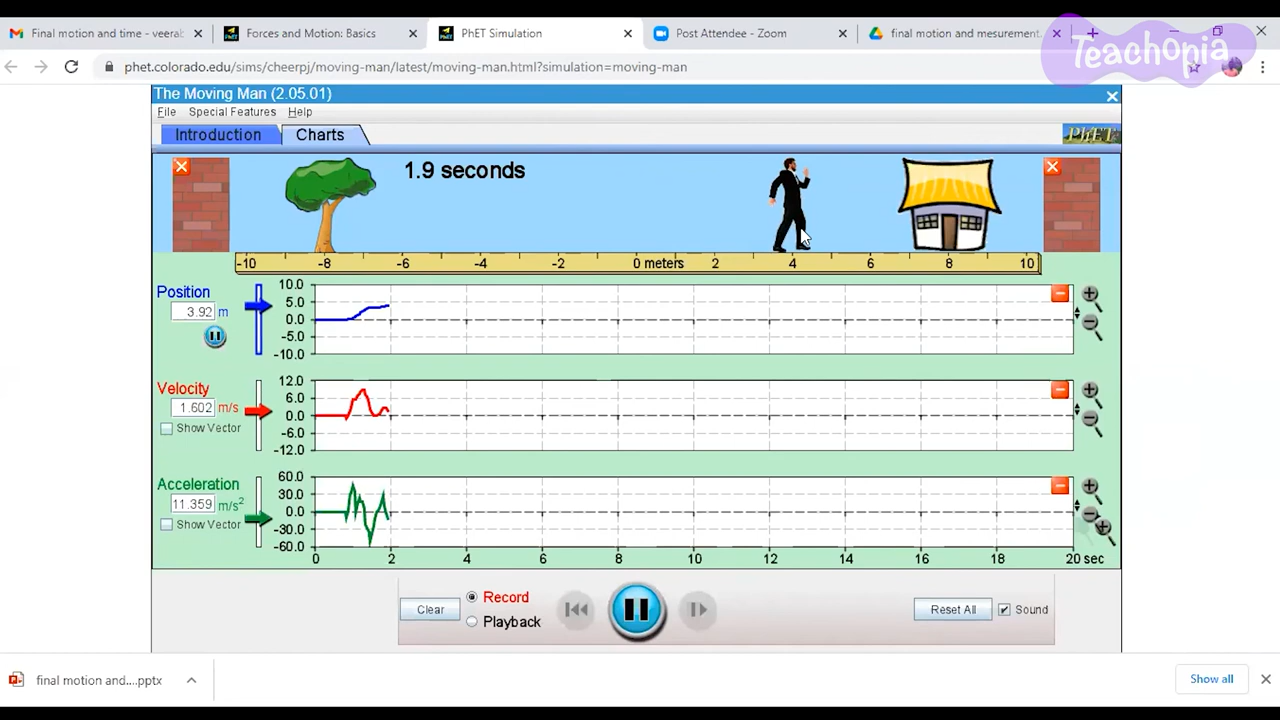 Final motion and time - veerab
Forces and Motion: Basics
PhET Simulation
Post Attendee - Zoom
final motion and mesurement.
Teachopia
phet.colorado.edu/sims/cheerpj/moving-man/latest/moving-man.html?simulation=moving-man
The Moving Man (2.05.01)
File Special Features Help
Introduction Charts
PhET
1.9 seconds
-10 -8 -6 -4 -2 0 meters 2 4 6 8 10
Position
3.92 m
10.0
5.0
0.0
-5.0
-10.0
Velocity
1.602 m/s
Show Vector
12.0
6.0
0.0
-6.0
-12.0
Acceleration
11.359 m/s²
Show Vector
60.0
30.0
0.0
-30.0
-60.0
0 2 4 6 8 10 12 14 16 18 20 sec
Clear
Record
Playback
Reset All
Sound
final motion and....pptx
Show all